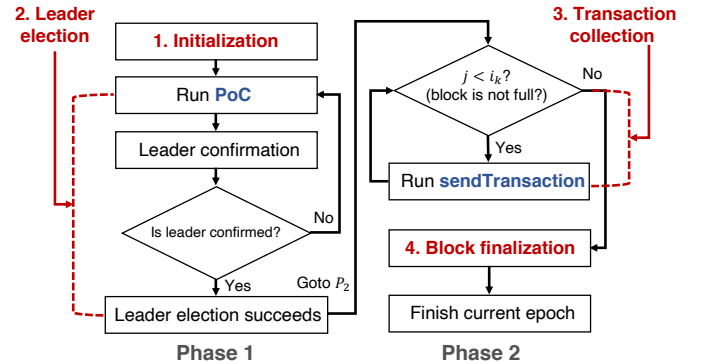 2. Leader
election
1. Initialization
Run PoC
Leader confirmation
Is leader confirmed?
No
Yes
Goto P₂
Leader election succeeds
Phase 1
3. Transaction
collection
j < iₖ?
(block is not full?)
No
Yes
Run sendTransaction
4. Block finalization
Finish current epoch
Phase 2